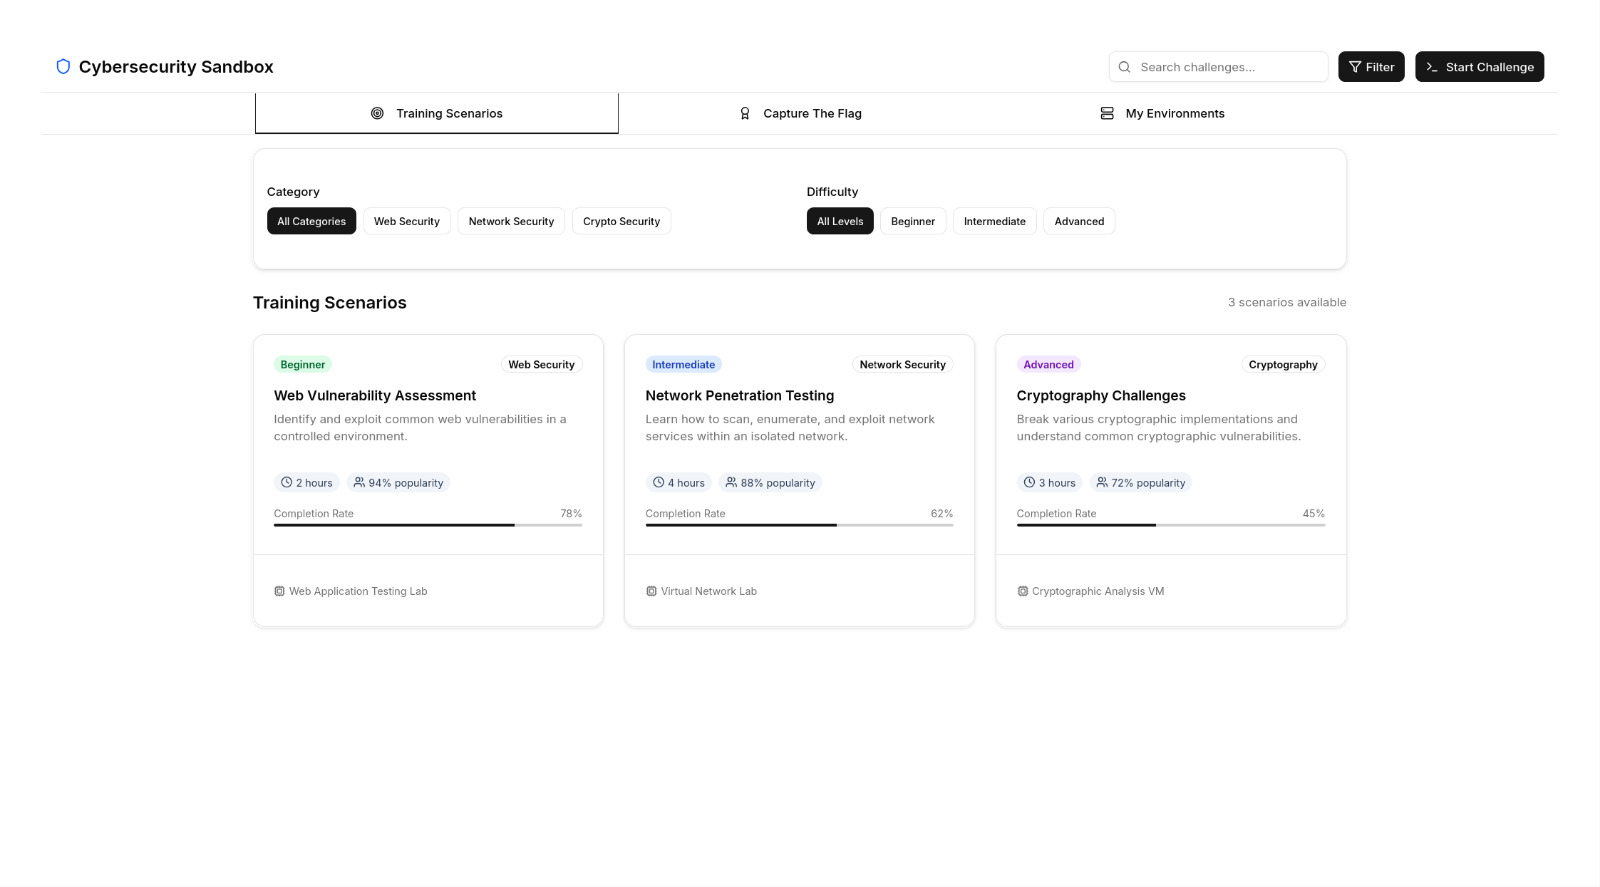 Cybersecurity Sandbox
Search challenges...
Filter
Start Challenge
Training Scenarios
Capture The Flag
My Environments
Category
All Categories
Web Security
Network Security
Crypto Security
Difficulty
All Levels
Beginner
Intermediate
Advanced
Training Scenarios
3 scenarios available
Beginner
Web Security
Web Vulnerability Assessment
Identify and exploit common web vulnerabilities in a
controlled environment.
2 hours
94% popularity
Completion Rate
78%
Web Application Testing Lab
Intermediate
Network Security
Network Penetration Testing
Learn how to scan, enumerate, and exploit network
services within an isolated network.
4 hours
88% popularity
Completion Rate
62%
Virtual Network Lab
Advanced
Cryptography
Cryptography Challenges
Break various cryptographic implementations and
understand common cryptographic vulnerabilities.
3 hours
72% popularity
Completion Rate
45%
Cryptographic Analysis VM